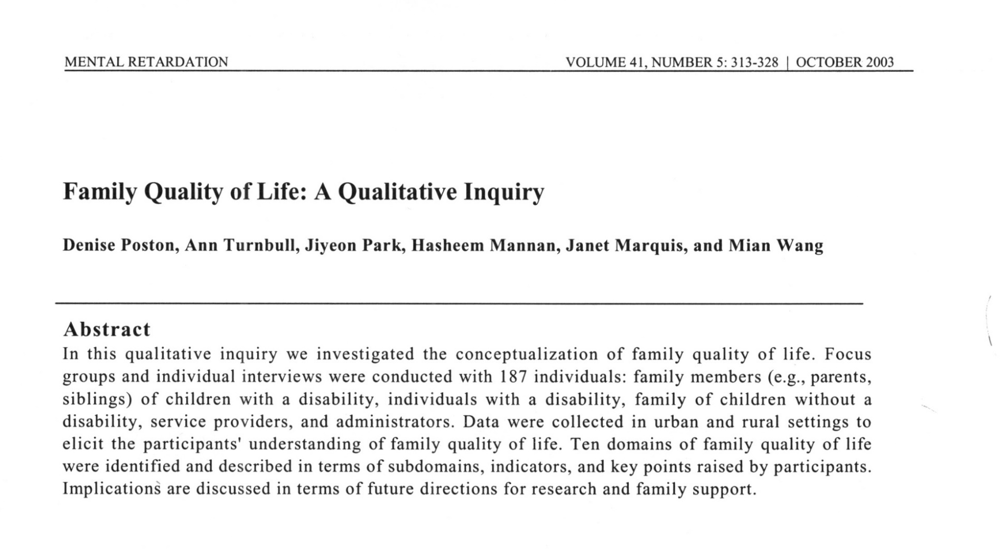 MENTAL RETARDATION VOLUME 41, NUMBER 5: 313-328 | OCTOBER 2003
Family Quality of Life: A Qualitative Inquiry
Denise Poston, Ann Turnbull, Jiyeon Park, Hasheem Mannan, Janet Marquis, and Mian Wang
Abstract
In this qualitative inquiry we investigated the conceptualization of family quality of life. Focus
groups and individual interviews were conducted with 187 individuals: family members (e.g., parents,
siblings) of children with a disability, individuals with a disability, family of children without a
disability, service providers, and administrators. Data were collected in urban and rural settings to
elicit the participants' understanding of family quality of life. Ten domains of family quality of life
were identified and described in terms of subdomains, indicators, and key points raised by participants.
Implications are discussed in terms of future directions for research and family support.